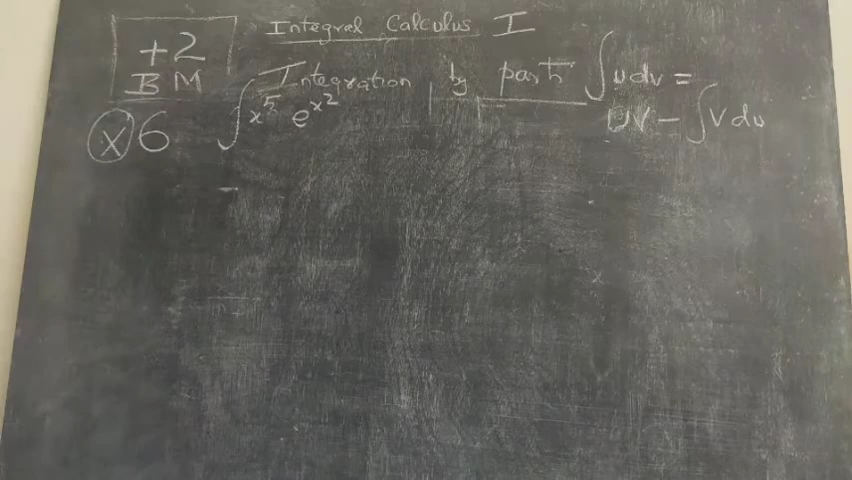 Integral Calculus I
+2
BM
Integration by parts ∫udv =
uv - ∫vdu
(x) 6 ∫x⁵ e^x²